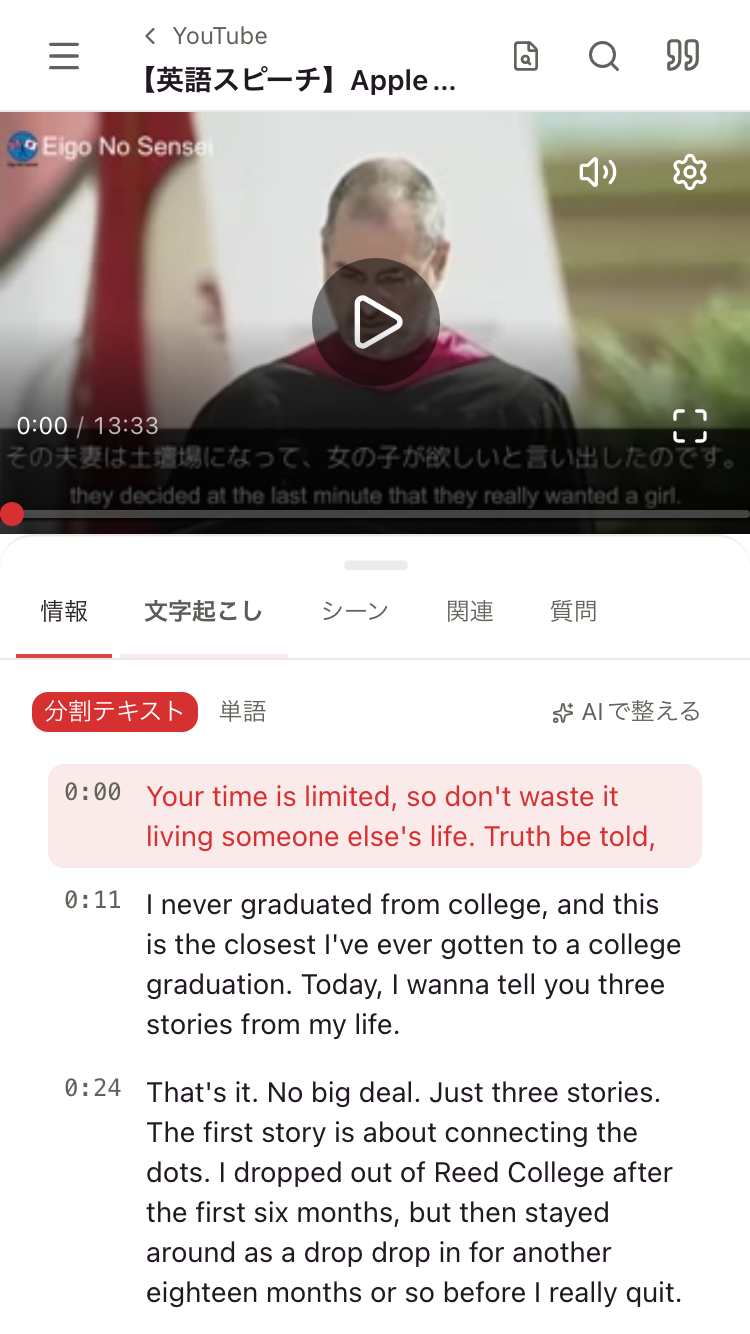 YouTube
【英語スピーチ】Apple...
Eigo No Sensei
0:00 / 13:33
その夫妻は土壇場になって、女の子が欲しいと言い出したのです。
they decided at the last minute that they really wanted a girl.
情報 文字起こし シーン 関連 質問
分割テキスト 単語 AIで整える
0:00 Your time is limited, so don't waste it
living someone else's life. Truth be told,
0:11 I never graduated from college, and this
is the closest I've ever gotten to a college
graduation. Today, I wanna tell you three
stories from my life.
0:24 That's it. No big deal. Just three stories.
The first story is about connecting the
dots. I dropped out of Reed College after
the first six months, but then stayed
around as a drop drop in for another
eighteen months or so before I really quit.